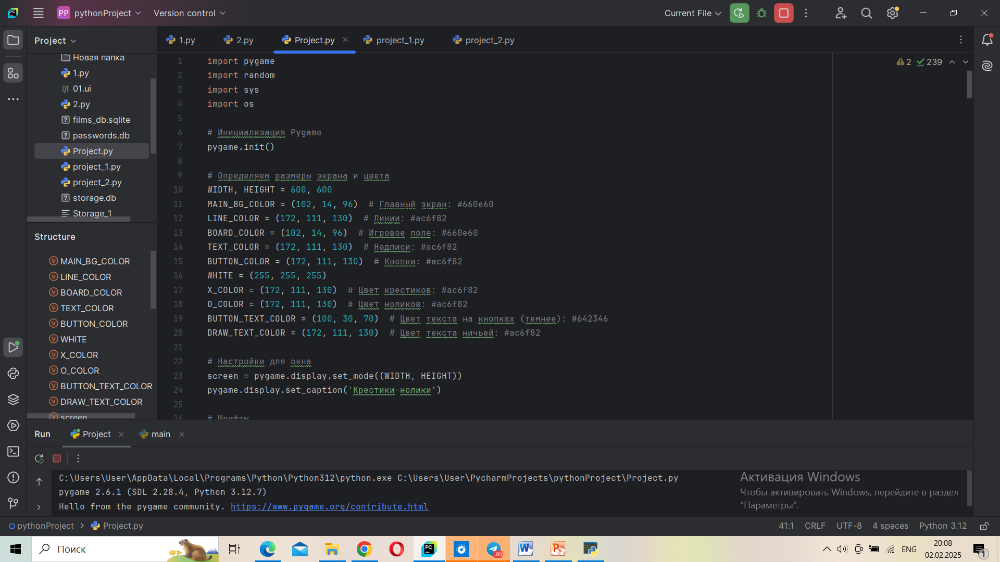 PP pythonProject Version control Current File
Project
1.py 2.py Project.py project_1.py project_2.py
Новая папка
1.py
01.ui
2.py
films_db.sqlite
passwords.db
Project.py
project_1.py
project_2.py
storage.db
Storage_1
Structure
MAIN_BG_COLOR
LINE_COLOR
BOARD_COLOR
TEXT_COLOR
BUTTON_COLOR
WHITE
X_COLOR
O_COLOR
BUTTON_TEXT_COLOR
DRAW_TEXT_COLOR
screen
2 239
1 import pygame
2 import random
3 import sys
4 import os
5
6 # Инициализация Pygame
7 pygame.init()
8
9 # Определяем размеры экрана и цвета
10 WIDTH, HEIGHT = 600, 600
11 MAIN_BG_COLOR = (102, 14, 96)  # Главный экран: #660e60
12 LINE_COLOR = (172, 111, 130)  # Линии: #ac6f82
13 BOARD_COLOR = (102, 14, 96)  # Игровое поле: #660e60
14 TEXT_COLOR = (172, 111, 130)  # Надписи: #ac6f82
15 BUTTON_COLOR = (172, 111, 130)  # Кнопки: #ac6f82
16 WHITE = (255, 255, 255)
17 X_COLOR = (172, 111, 130)  # Цвет крестиков: #ac6f82
18 O_COLOR = (172, 111, 130)  # Цвет ноликов: #ac6f82
19 BUTTON_TEXT_COLOR = (100, 30, 70)  # Цвет текста на кнопках (темнее): #642346
20 DRAW_TEXT_COLOR = (172, 111, 130)  # Цвет текста ничьей: #ac6f82
21
22 # Настройки для окна
23 screen = pygame.display.set_mode((WIDTH, HEIGHT))
24 pygame.display.set_caption('Крестики-нолики')
25
26 # Шрифты
Run Project main
C:\Users\User\AppData\Local\Programs\Python\Python312\python.exe C:\Users\User\PycharmProjects\pythonProject\Project.py
pygame 2.6.1 (SDL 2.28.4, Python 3.12.7)
Hello from the pygame community. https://www.pygame.org/contribute.html
Активация Windows
Чтобы активировать Windows, перейдите в раздел
"Параметры".
pythonProject > Project.py 41:1 CRLF UTF-8 4 spaces Python 3.12
Поиск
PC
..80
ENG
20:08
02.02.2025
1